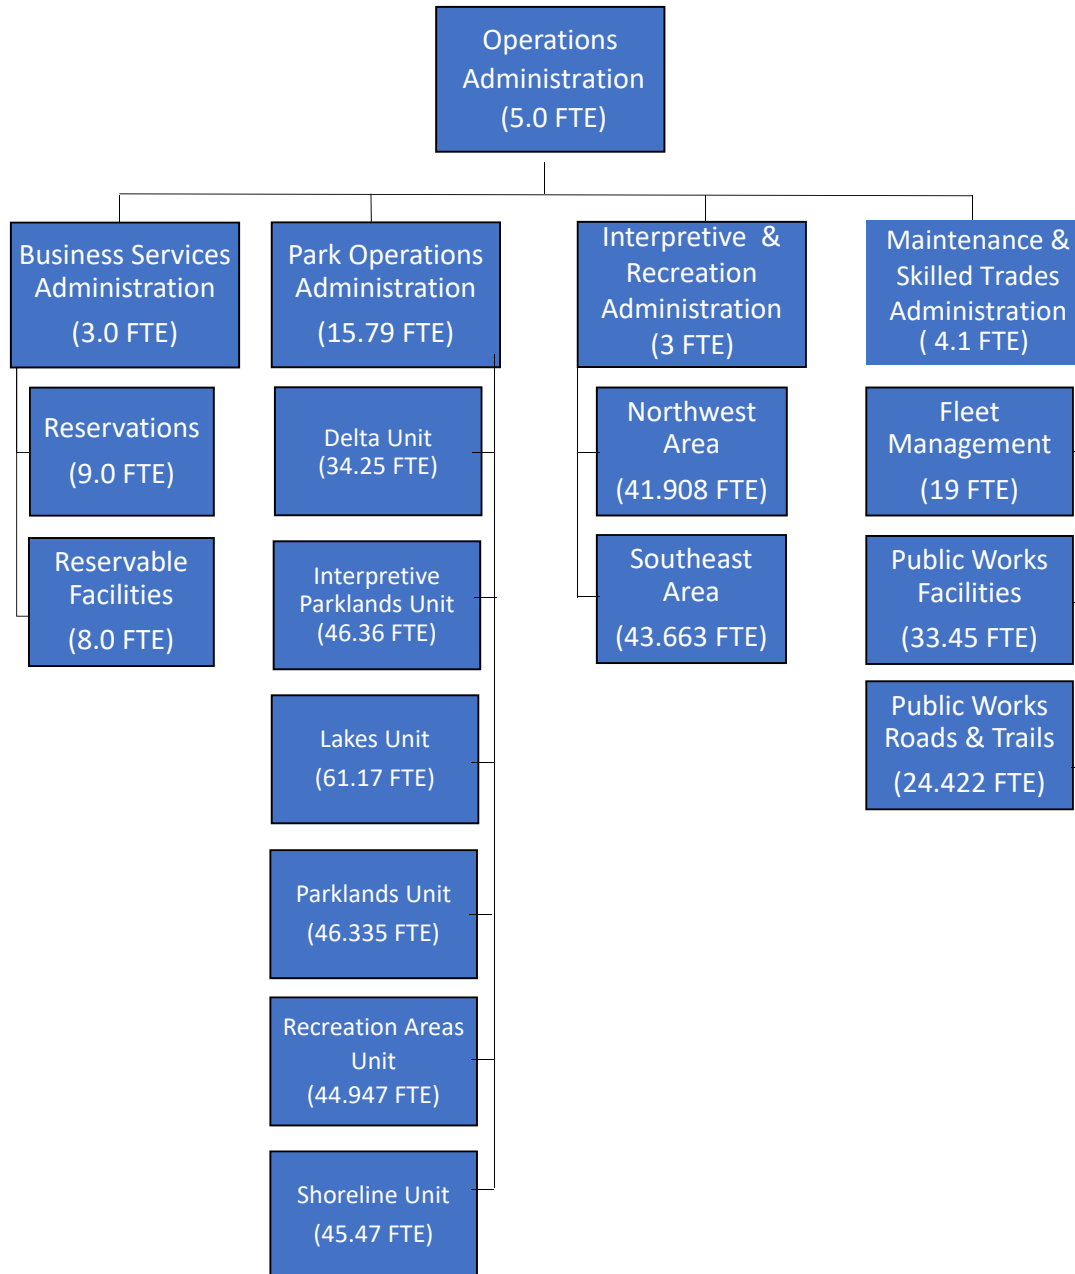 Operations
Administration
(5.0 FTE)
Business Services
Administration
(3.0 FTE)
Reservations
(9.0 FTE)
Reservable
Facilities
(8.0 FTE)
Park Operations
Administration
(15.79 FTE)
Delta Unit
(34.25 FTE)
Interpretive
Parklands Unit
(46.36 FTE)
Lakes Unit
(61.17 FTE)
Parklands Unit
(46.335 FTE)
Recreation Areas
Unit
(44.947 FTE)
Shoreline Unit
(45.47 FTE)
Interpretive &
Recreation
Administration
(3 FTE)
Northwest
Area
(41.908 FTE)
Southeast
Area
(43.663 FTE)
Maintenance &
Skilled Trades
Administration
( 4.1 FTE)
Fleet
Management
(19 FTE)
Public Works
Facilities
(33.45 FTE)
Public Works
Roads & Trails
(24.422 FTE)